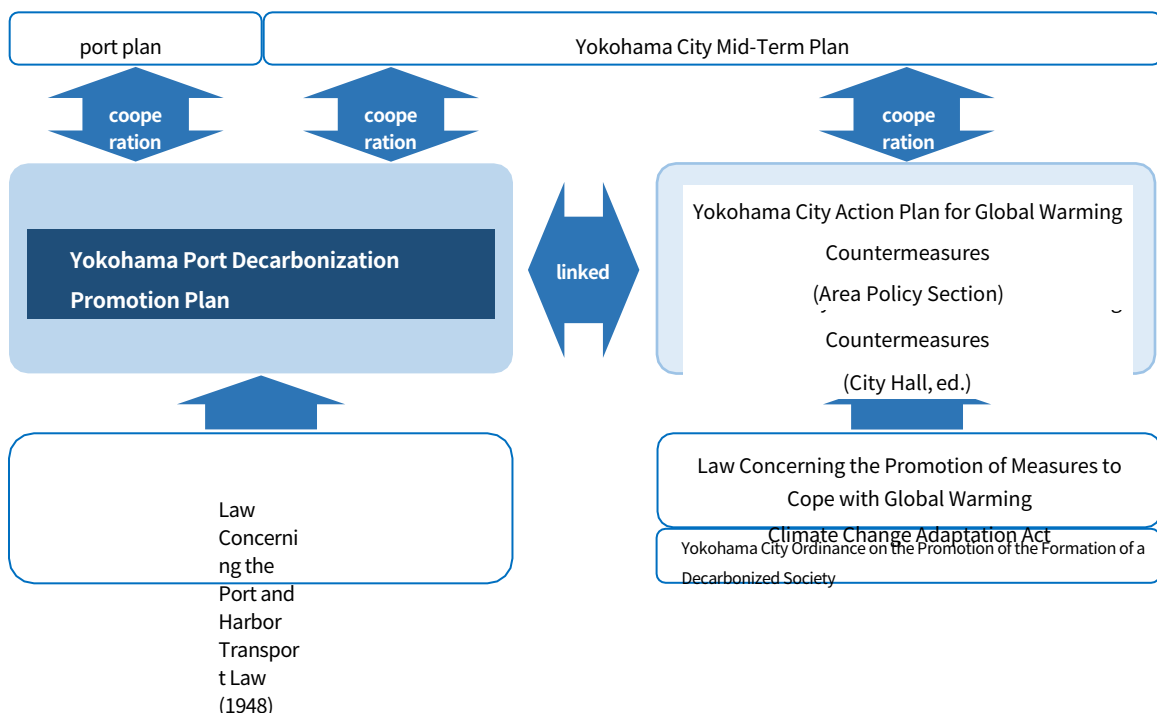 port plan
Yokohama City Mid-Term Plan
coope
ration
coope
ration
coope
ration
Yokohama Port Decarbonization
Promotion Plan
linked
Yokohama City Action Plan for Global Warming
Countermeasures
(Area Policy Section)
Countermeasures
(City Hall, ed.)
Law
Concerni
ng the
Port and
Harbor
Transpor
t Law
(1948)
Law Concerning the Promotion of Measures to
Cope with Global Warming
Climate Change Adaptation Act
Yokohama City Ordinance on the Promotion of the Formation of a
Decarbonized Society